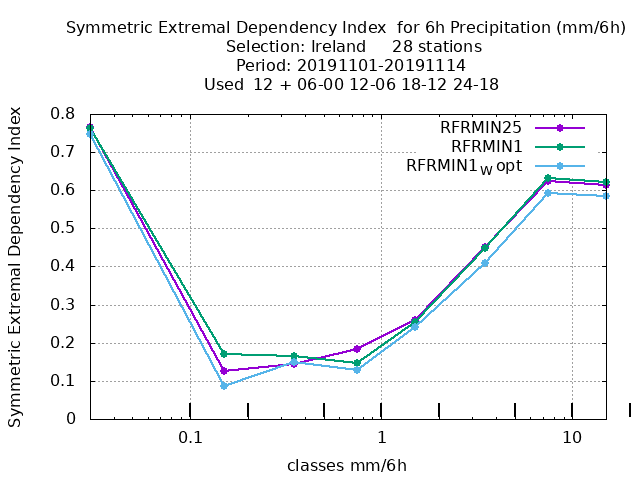 Symmetric Extremal Dependency Index  for 6h Precipitation (mm/6h)
Selection: Ireland     28 stations
Period: 20191101-20191114
Used  12 + 06-00 12-06 18-12 24-18
RFRMIN25
RFRMIN1
RFRMIN1W opt
Symmetric Extremal Dependency Index
0.8
0.7
0.6
0.5
0.4
0.3
0.2
0.1
0
0.1
1
10
classes mm/6h